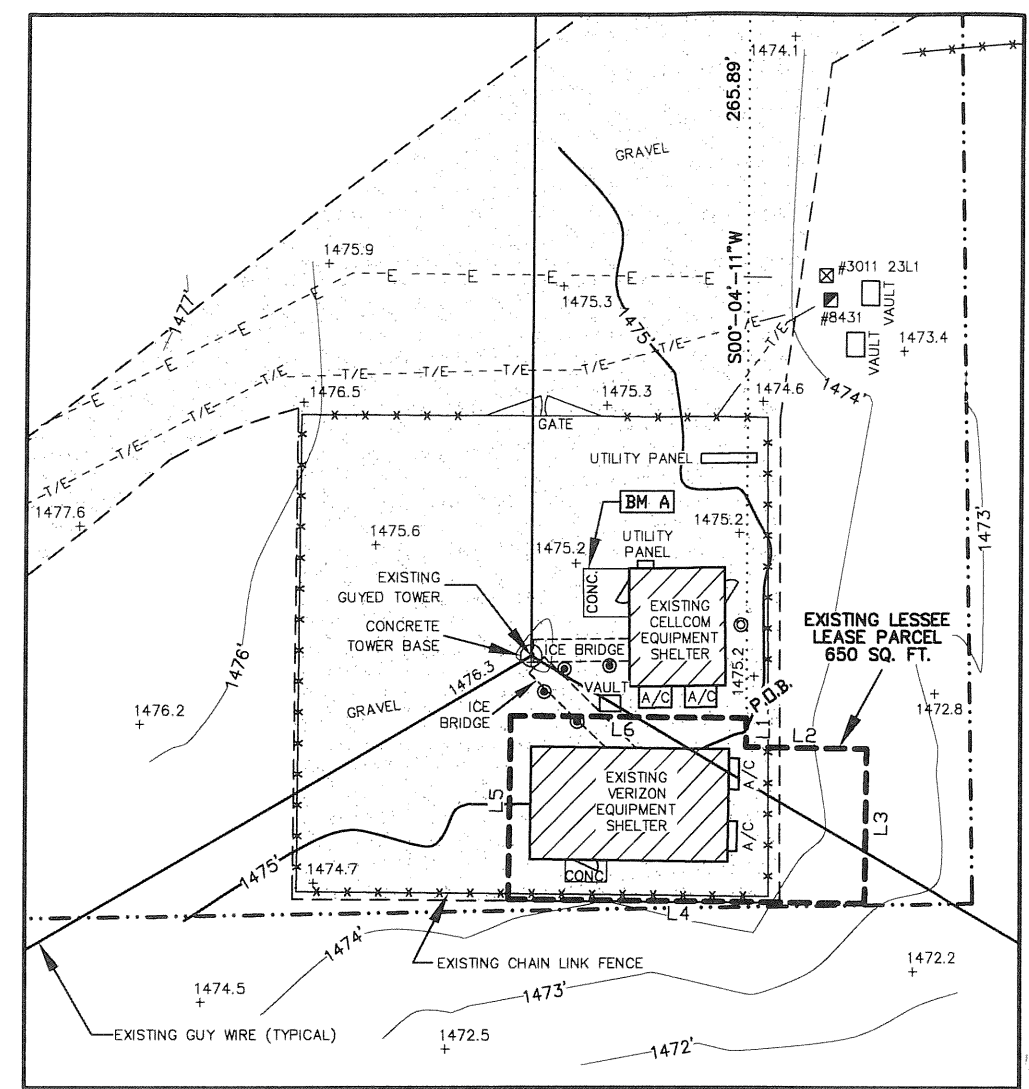 1474.1
265.89'
GRAVEL
S00°-04'-11"W
1475.9
E E E E
E
E
E
1477'
1475.3
1475'
#3011 23L1
VAULT
#8431
VAULT
1473.4
T/E
T/E
T/E T/E T/E T/E
1476.5
1475.3
1474.6
1474'
T/E
T/E
GATE
UTILITY PANEL
1477.6
BM A
1475.2
1473'
1475.6
1475.2
UTILITY
PANEL
EXISTING
GUYED TOWER
CONC.
EXISTING
CELLCOM
EQUIPMENT
SHELTER
EXISTING LESSEE
LEASE PARCEL
650 SQ. FT.
CONCRETE
TOWER BASE
ICE BRIDGE
1475.2
1476'
1476.3
VAULT
A/C A/C
P.O.B.
1476.2
GRAVEL
ICE
BRIDGE
1472.8
L6
L1
L2
EXISTING
VERIZON
EQUIPMENT
SHELTER
A/C
A/C
L5
L3
1475'
1474.7
CONC.
L4
1474'
EXISTING CHAIN LINK FENCE
1472.2
1474.5
1473'
EXISTING GUY WIRE (TYPICAL)
1472.5
1472'